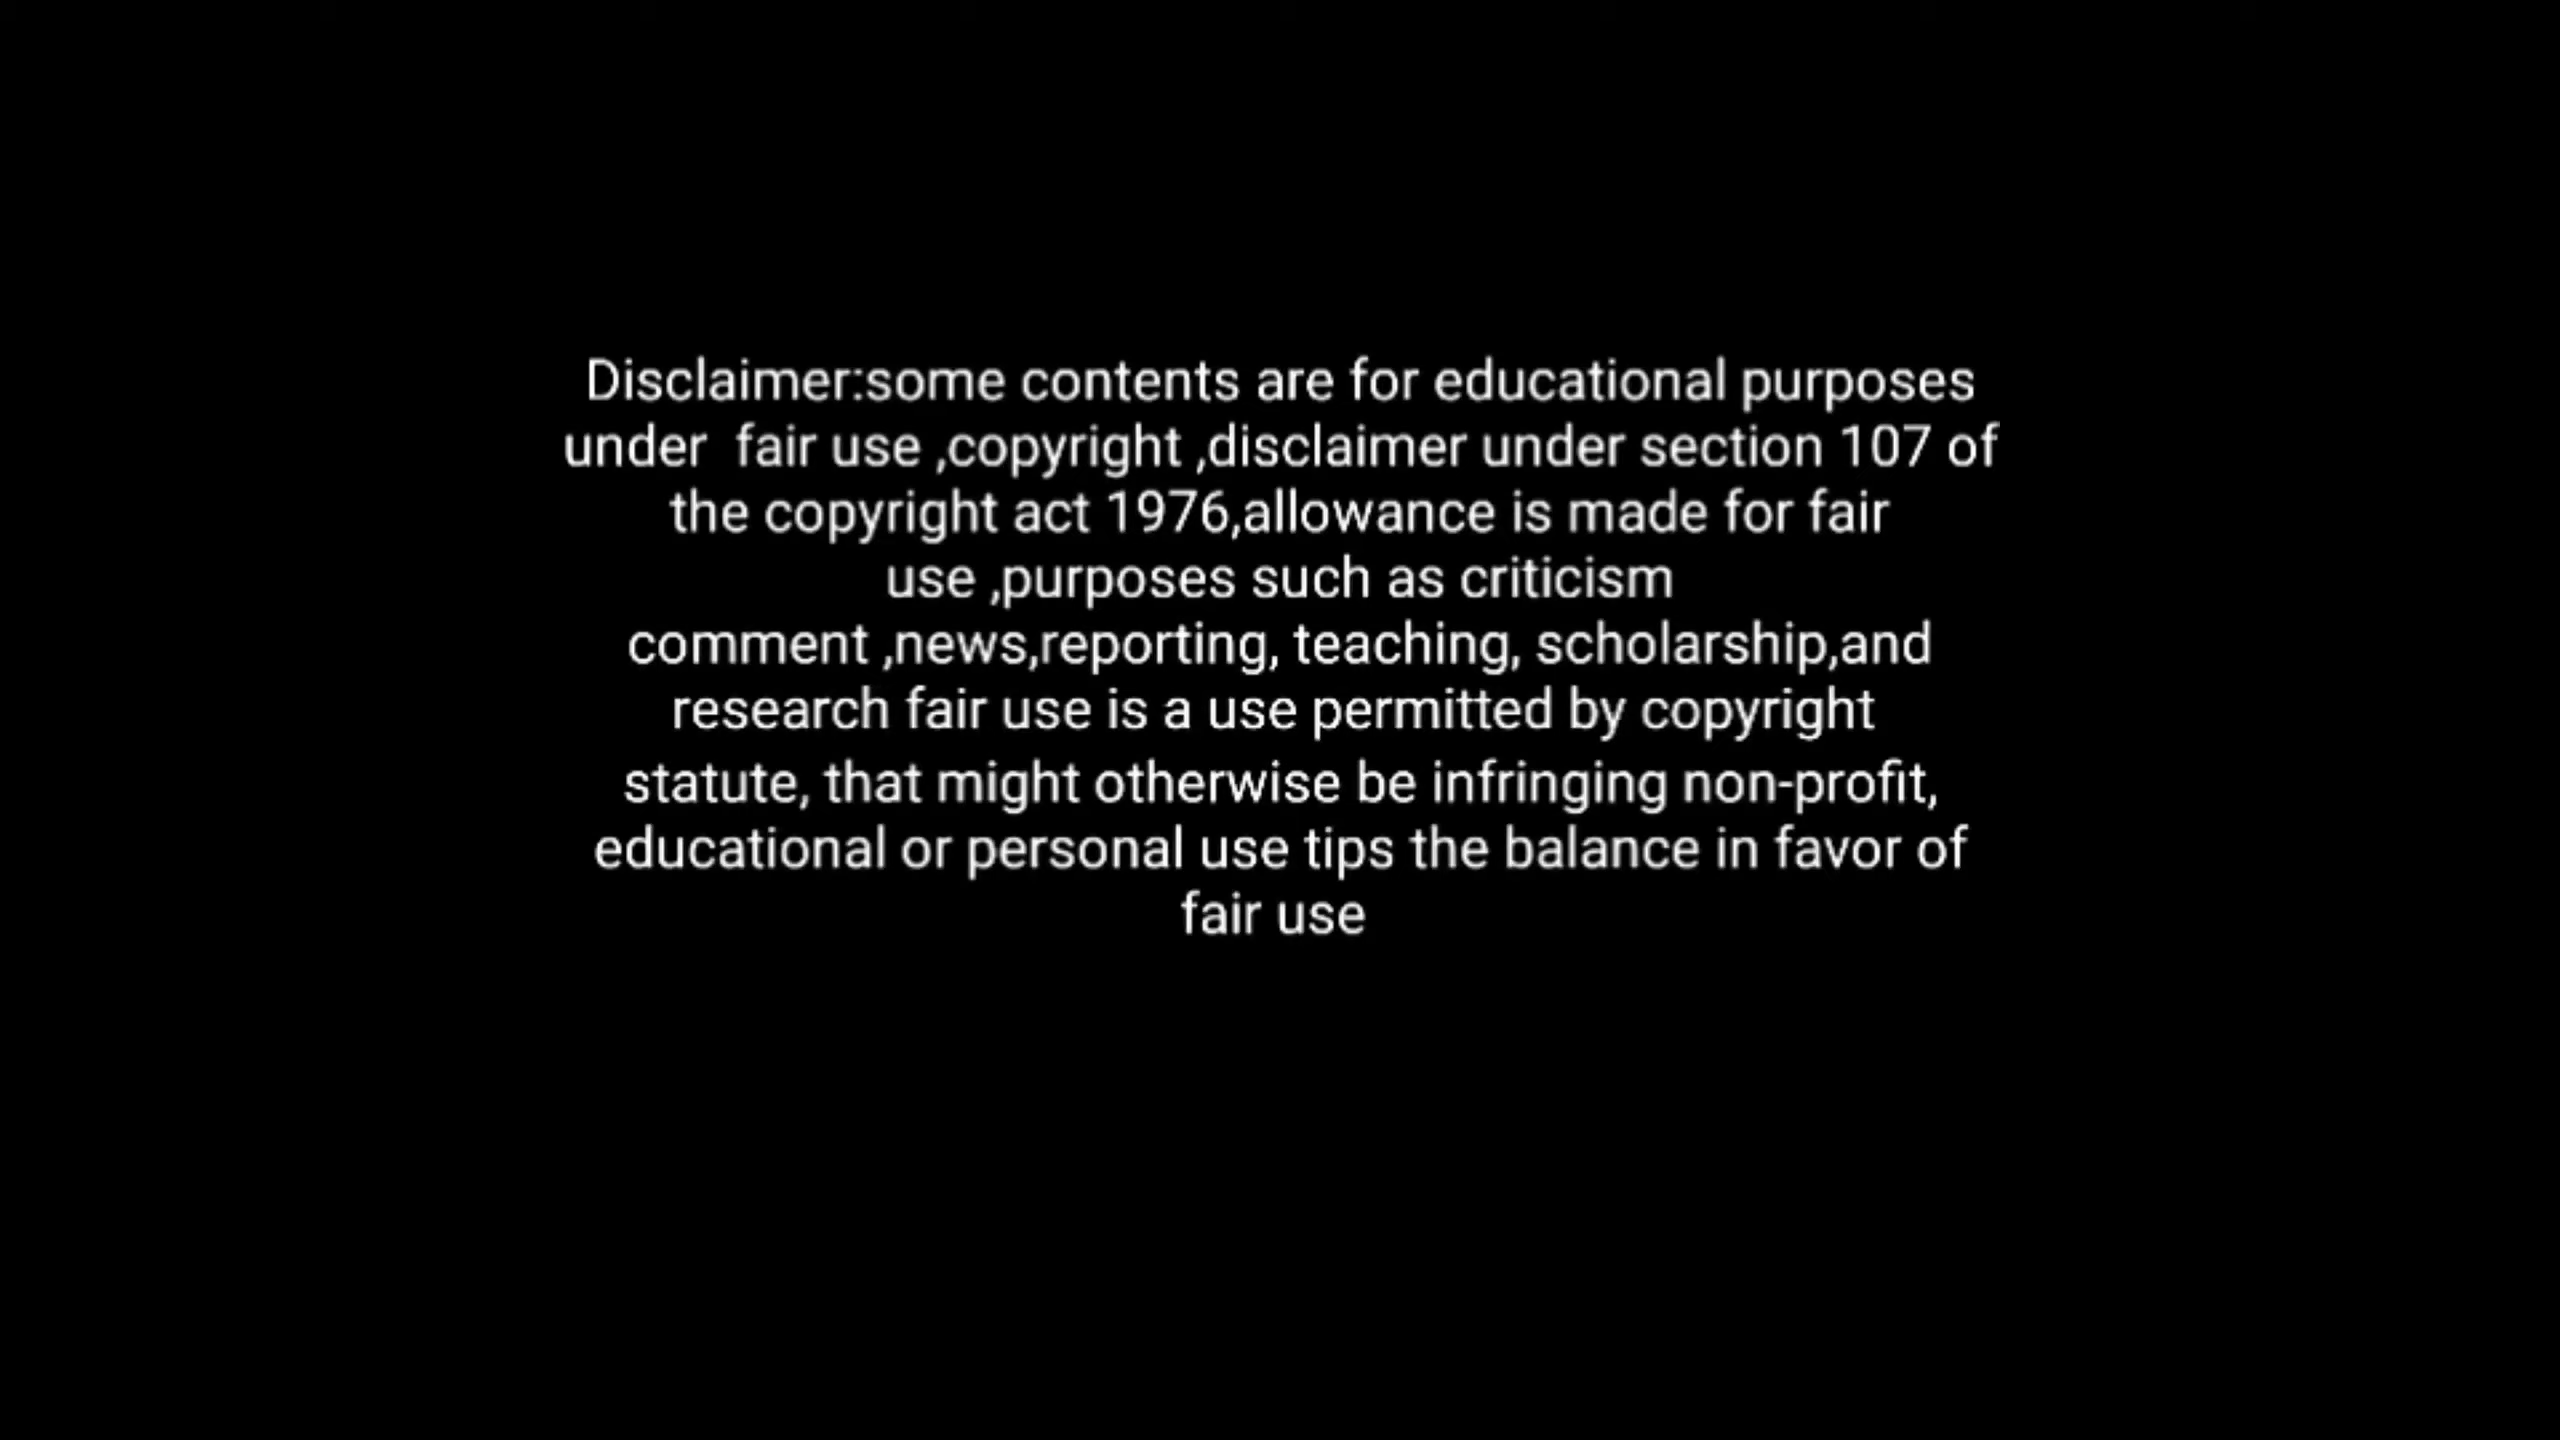 Disclaimer:some contents are for educational purposes
under  fair use ,copyright ,disclaimer under section 107 of
the copyright act 1976,allowance is made for fair
use ,purposes such as criticism
comment ,news,reporting, teaching, scholarship,and
research fair use is a use permitted by copyright
statute, that might otherwise be infringing non-profit,
educational or personal use tips the balance in favor of
fair use